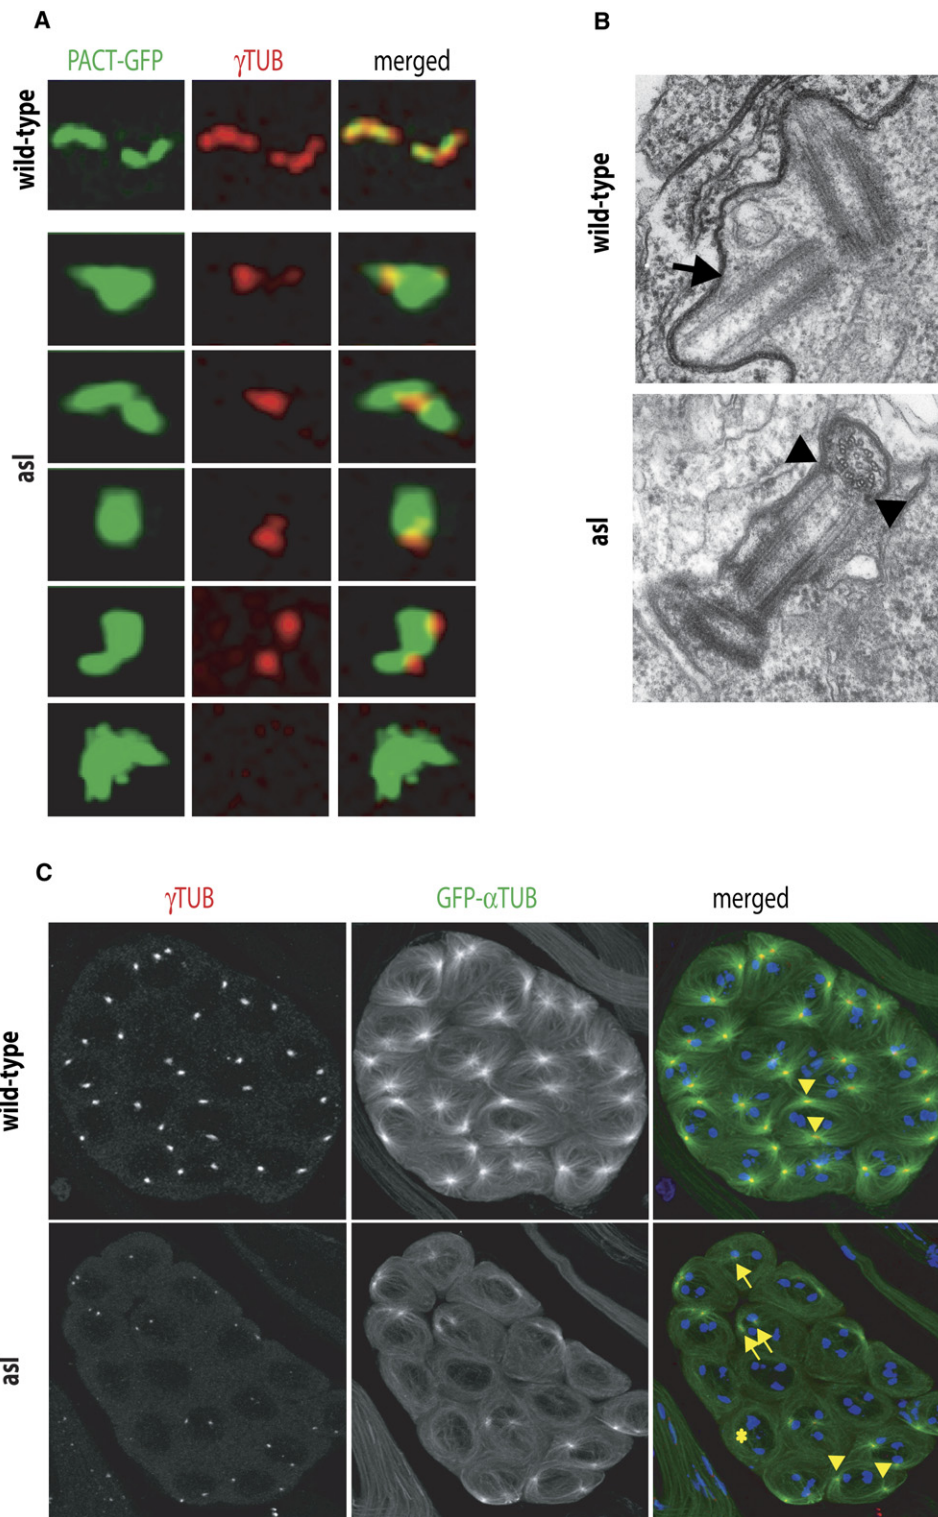 A
PACT-GFP γTUB merged
wild-type
asl
B
wild-type
asl
C
γTUB GFP-αTUB merged
wild-type
asl